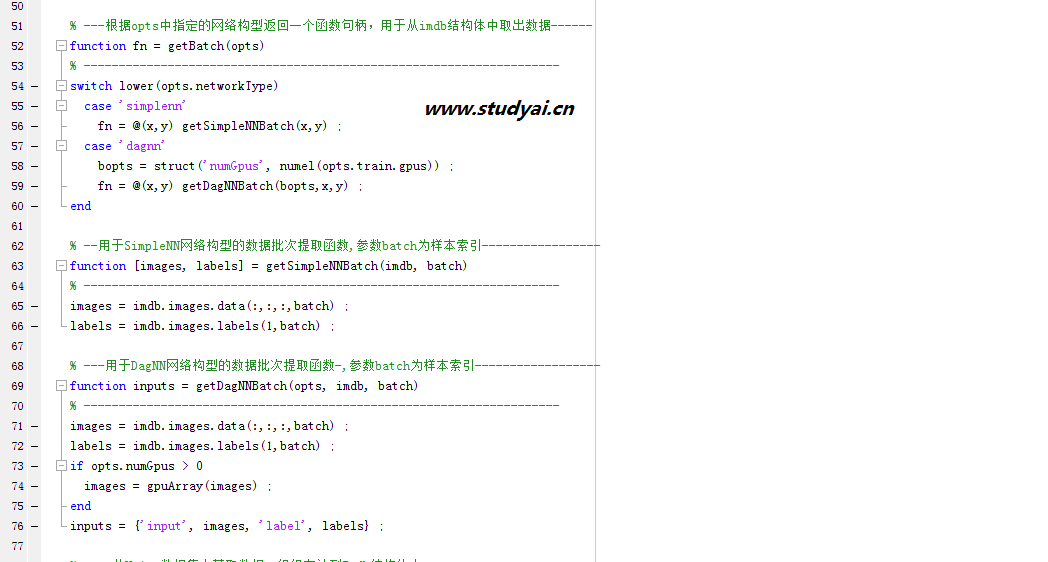 50
51 % ---根据opts中指定的网络构型返回一个函数句柄，用于从imdb结构体中取出数据------
52 function fn = getBatch(opts)
53 % --------------------------------------------------------------------
54 switch lower(opts.networkType)
55 case 'simplenn'
www.studyai.cn
56 fn = @(x,y) getSimpleNNBatch(x,y) ;
57 case 'dagnn'
58 bopts = struct('numGpus', numel(opts.train.gpus)) ;
59 fn = @(x,y) getDagNNBatch(bopts,x,y) ;
60 end
61
62 % --用于SimpleNN网络构型的数据批次提取函数,参数batch为样本索引-----------------
63 function [images, labels] = getSimpleNNBatch(imdb, batch)
64 % --------------------------------------------------------------------
65 images = imdb.images.data(:,:,:,batch) ;
66 labels = imdb.images.labels(1,batch) ;
67
68 % ---用于DagNN网络构型的数据批次提取函数-,参数batch为样本索引------------------
69 function inputs = getDagNNBatch(opts, imdb, batch)
70 % --------------------------------------------------------------------
71 images = imdb.images.data(:,:,:,batch) ;
72 labels = imdb.images.labels(1,batch) ;
73 if opts.numGpus > 0
74 images = gpuArray(images) ;
75 end
76 inputs = {'input', images, 'label', labels} ;
77